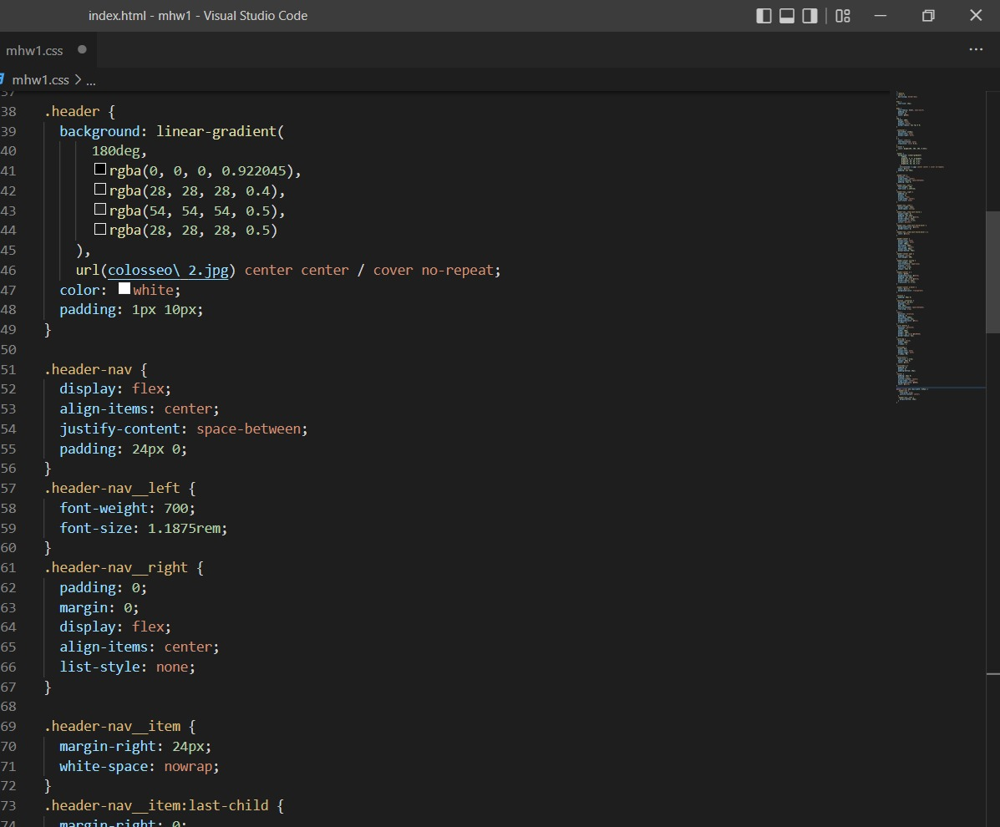 index.html - mhw1 - Visual Studio Code
mhw1.css
mhw1.css > ...
37
38 .header {
39 background: linear-gradient(
40 180deg,
41 rgba(0, 0, 0, 0.922045),
42 rgba(28, 28, 28, 0.4),
43 rgba(54, 54, 54, 0.5),
44 rgba(28, 28, 28, 0.5)
45 ),
46 url(colosseo\ 2.jpg) center center / cover no-repeat;
47 color: white;
48 padding: 1px 10px;
49 }
50
51 .header-nav {
52 display: flex;
53 align-items: center;
54 justify-content: space-between;
55 padding: 24px 0;
56 }
57 .header-nav__left {
58 font-weight: 700;
59 font-size: 1.1875rem;
60 }
61 .header-nav__right {
62 padding: 0;
63 margin: 0;
64 display: flex;
65 align-items: center;
66 list-style: none;
67 }
68
69 .header-nav__item {
70 margin-right: 24px;
71 white-space: nowrap;
72 }
73 .header-nav__item:last-child {
74 margin-right: 0;